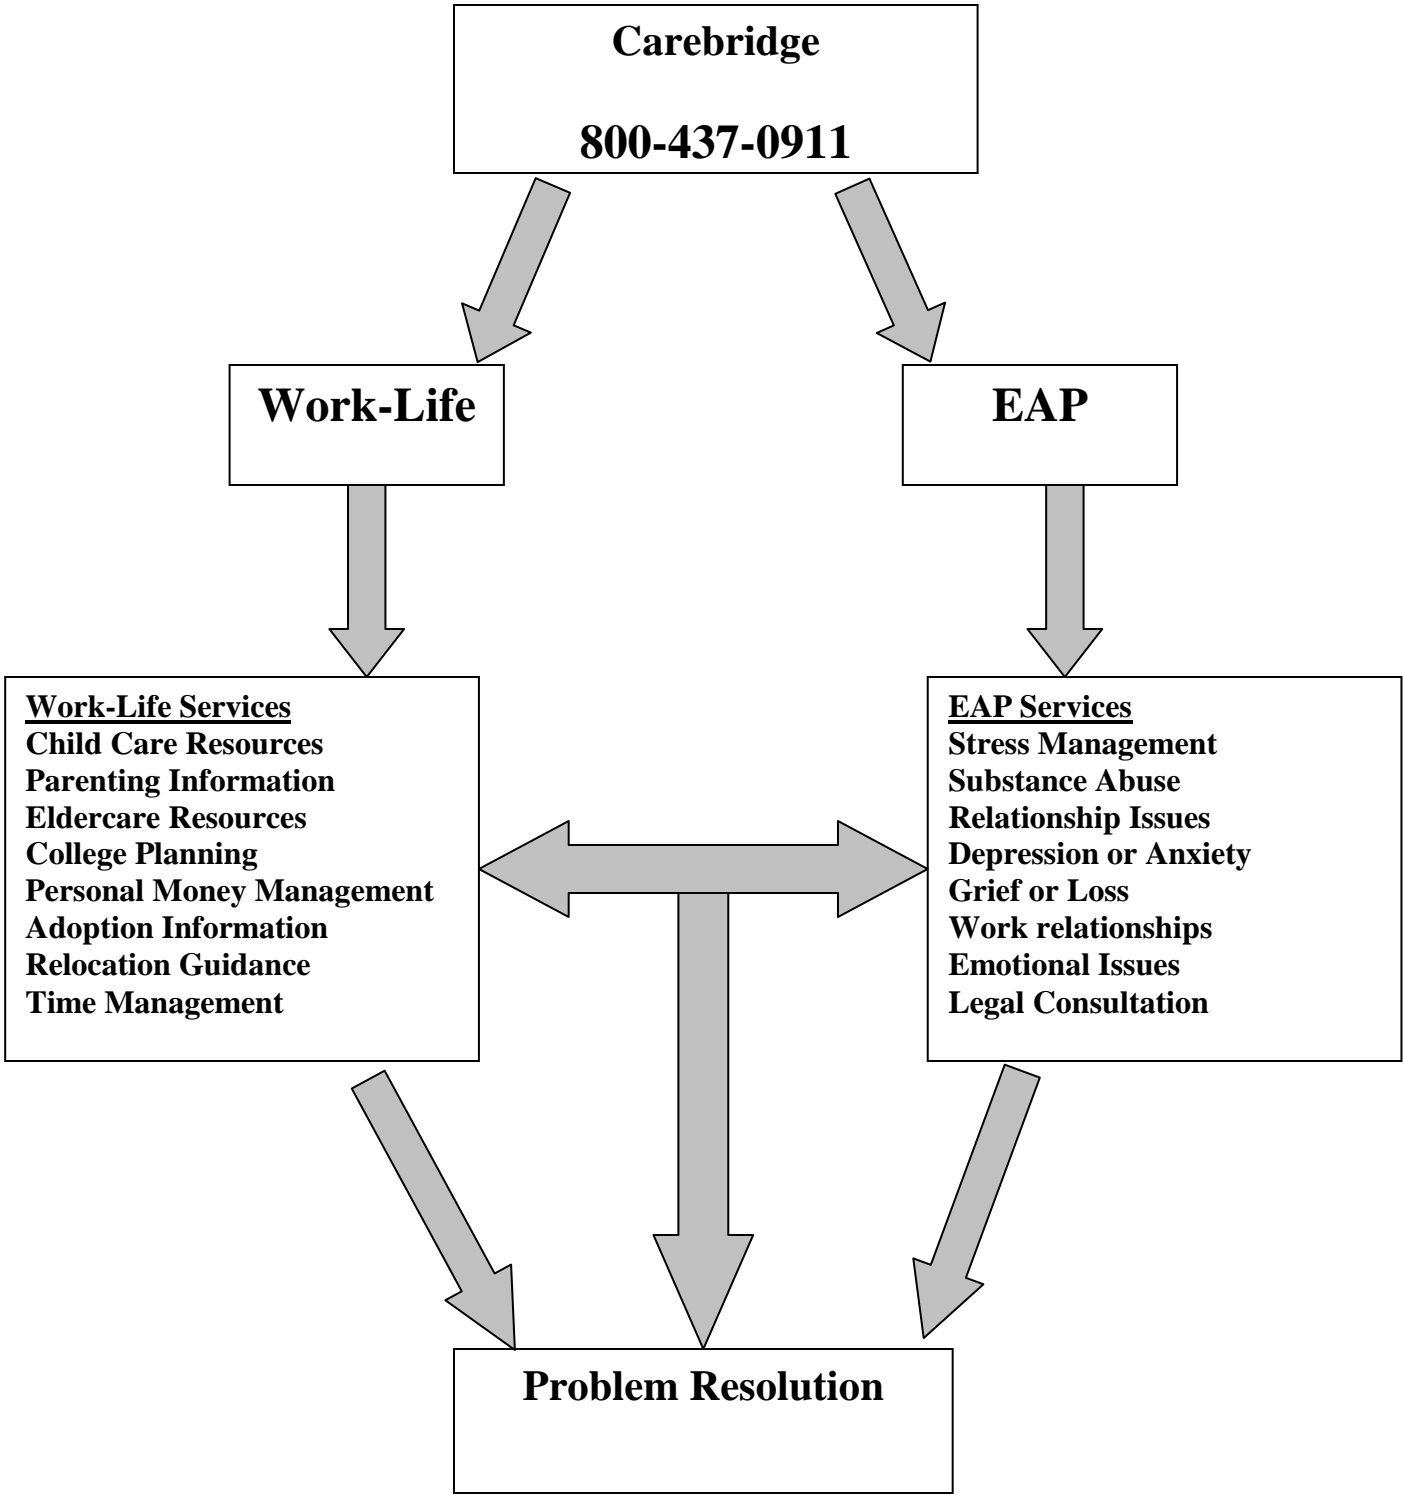 Carebridge
800-437-0911
Work-Life
EAP
Work-Life Services
Child Care Resources
Parenting Information
Eldercare Resources
College Planning
Personal Money Management
Adoption Information
Relocation Guidance
Time Management
EAP Services
Stress Management
Substance Abuse
Relationship Issues
Depression or Anxiety
Grief or Loss
Work relationships
Emotional Issues
Legal Consultation
Problem Resolution